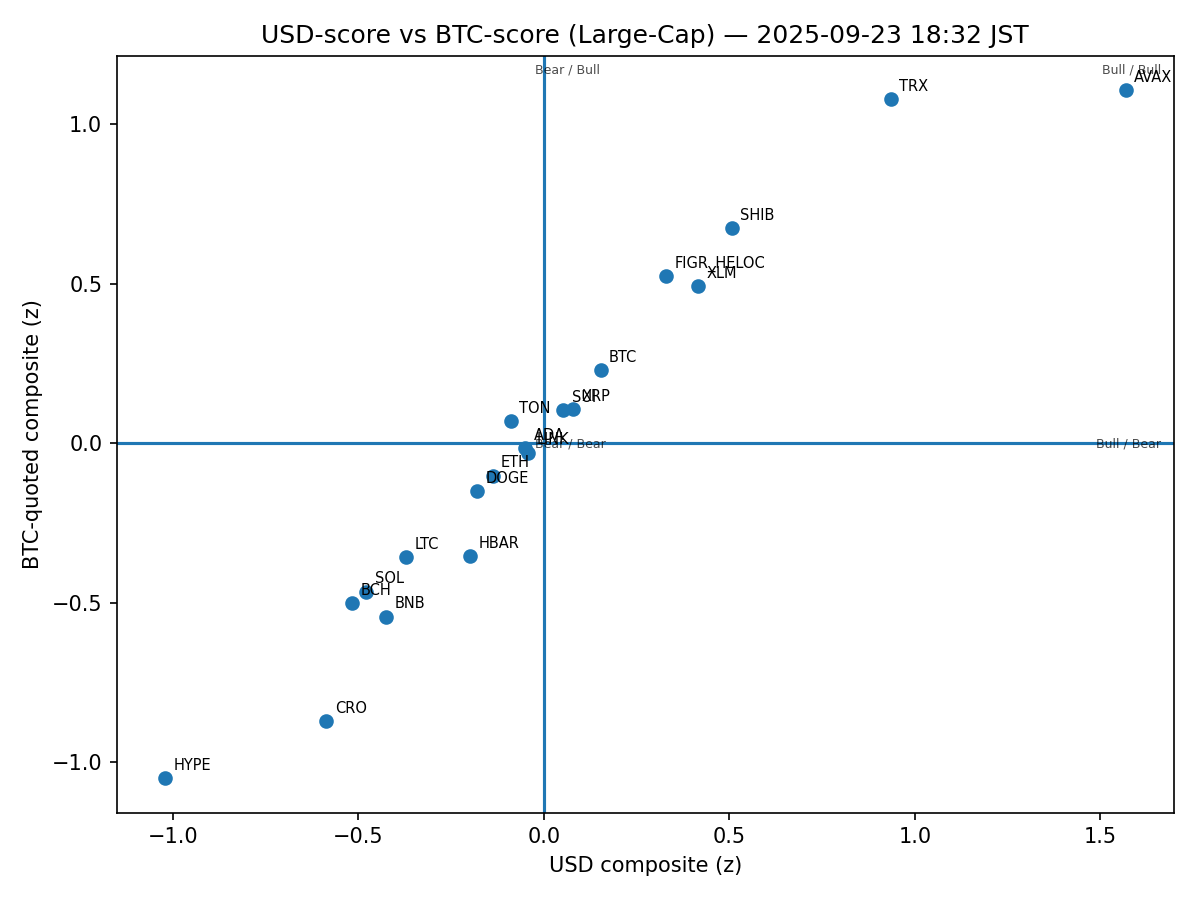 USD-score vs BTC-score (Large-Cap) — 2025-09-23 18:32 JST
Bear / Bull
Bull / Bull
AVAX
TRX
SHIB
FIGR_HELOC
XLM
BTC
SUI
XRP
TON
ADA
LINK
Bear / Bear
Bull / Bear
ETH
DOGE
LTC
HBAR
SOL
BCH
BNB
CRO
HYPE
1.0
0.5
0.0
−0.5
−1.0
BTC-quoted composite (z)
−1.0
−0.5
0.0
0.5
1.0
1.5
USD composite (z)